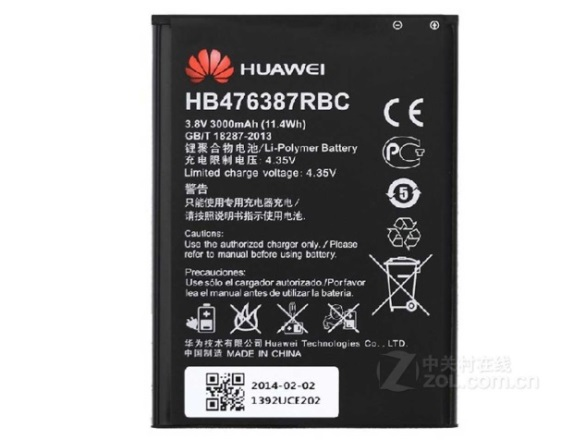 HUAWEI
HB476387RBC
3.8V 3000mAh (11.4Wh)
GB/T 18287-2013
锂聚合物电池/Li-Polymer Battery
充电限制电压: 4.35V
Limited charge voltage: 4.35V
警告
只能使用专用充电器充电/
请按照说明书指示使用电池.
Cautions:
Use the authorized charger only. / Please
refer to manual before using battery.
Precauciones:
Use sólo el cargador autorizado./Por favor
lea el manual antes de utilizar la batería.
华为技术有限公司 Huawei Technologies Co., Ltd.
中国制造 MADE IN CHINA
2014-02-02
1392UCE202
CE
PC
5
中关村在线
ZOL.com.cn